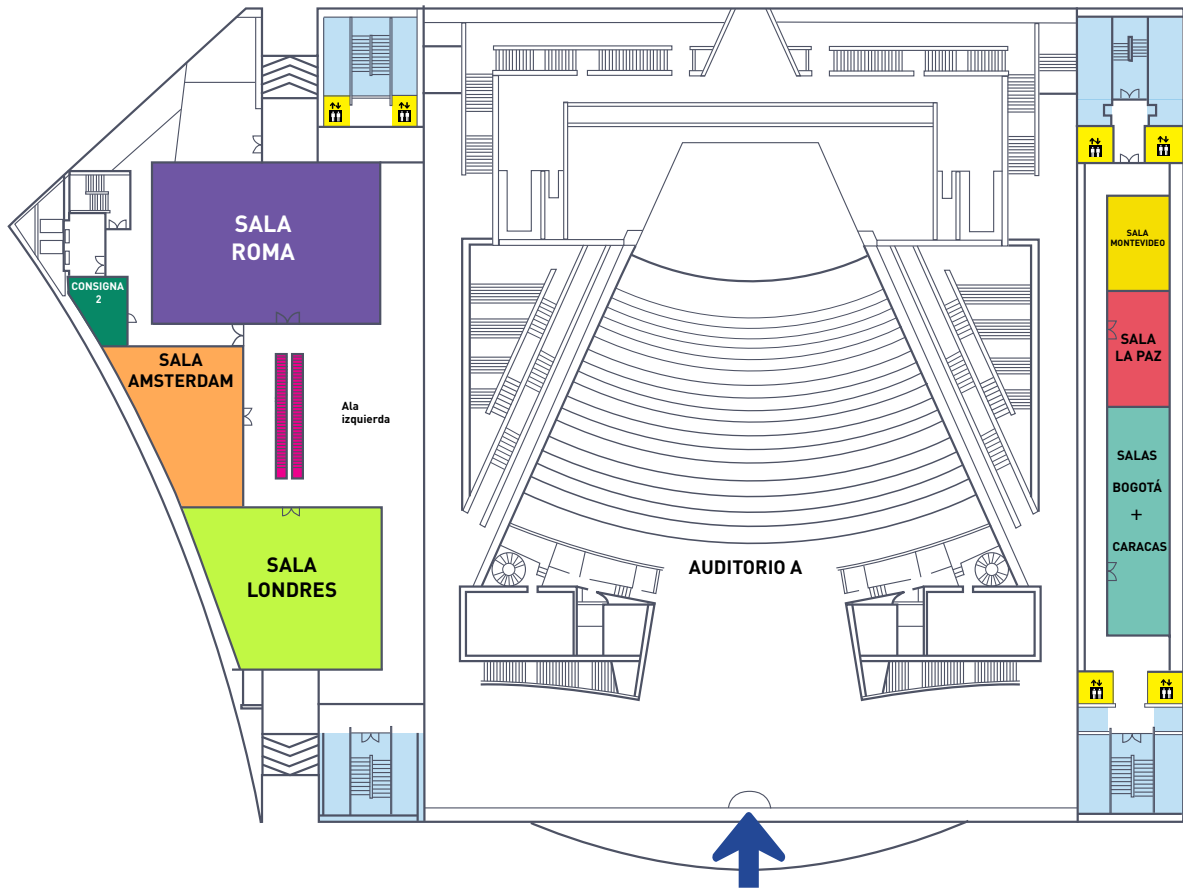 SALA
ROMA
CONSIGNA
2
SALA
AMSTERDAM
Ala
izquierda
SALA
LONDRES
AUDITORIO A
SALA
MONTEVIDEO
SALA
LA PAZ
SALAS
BOGOTÁ
+
CARACAS